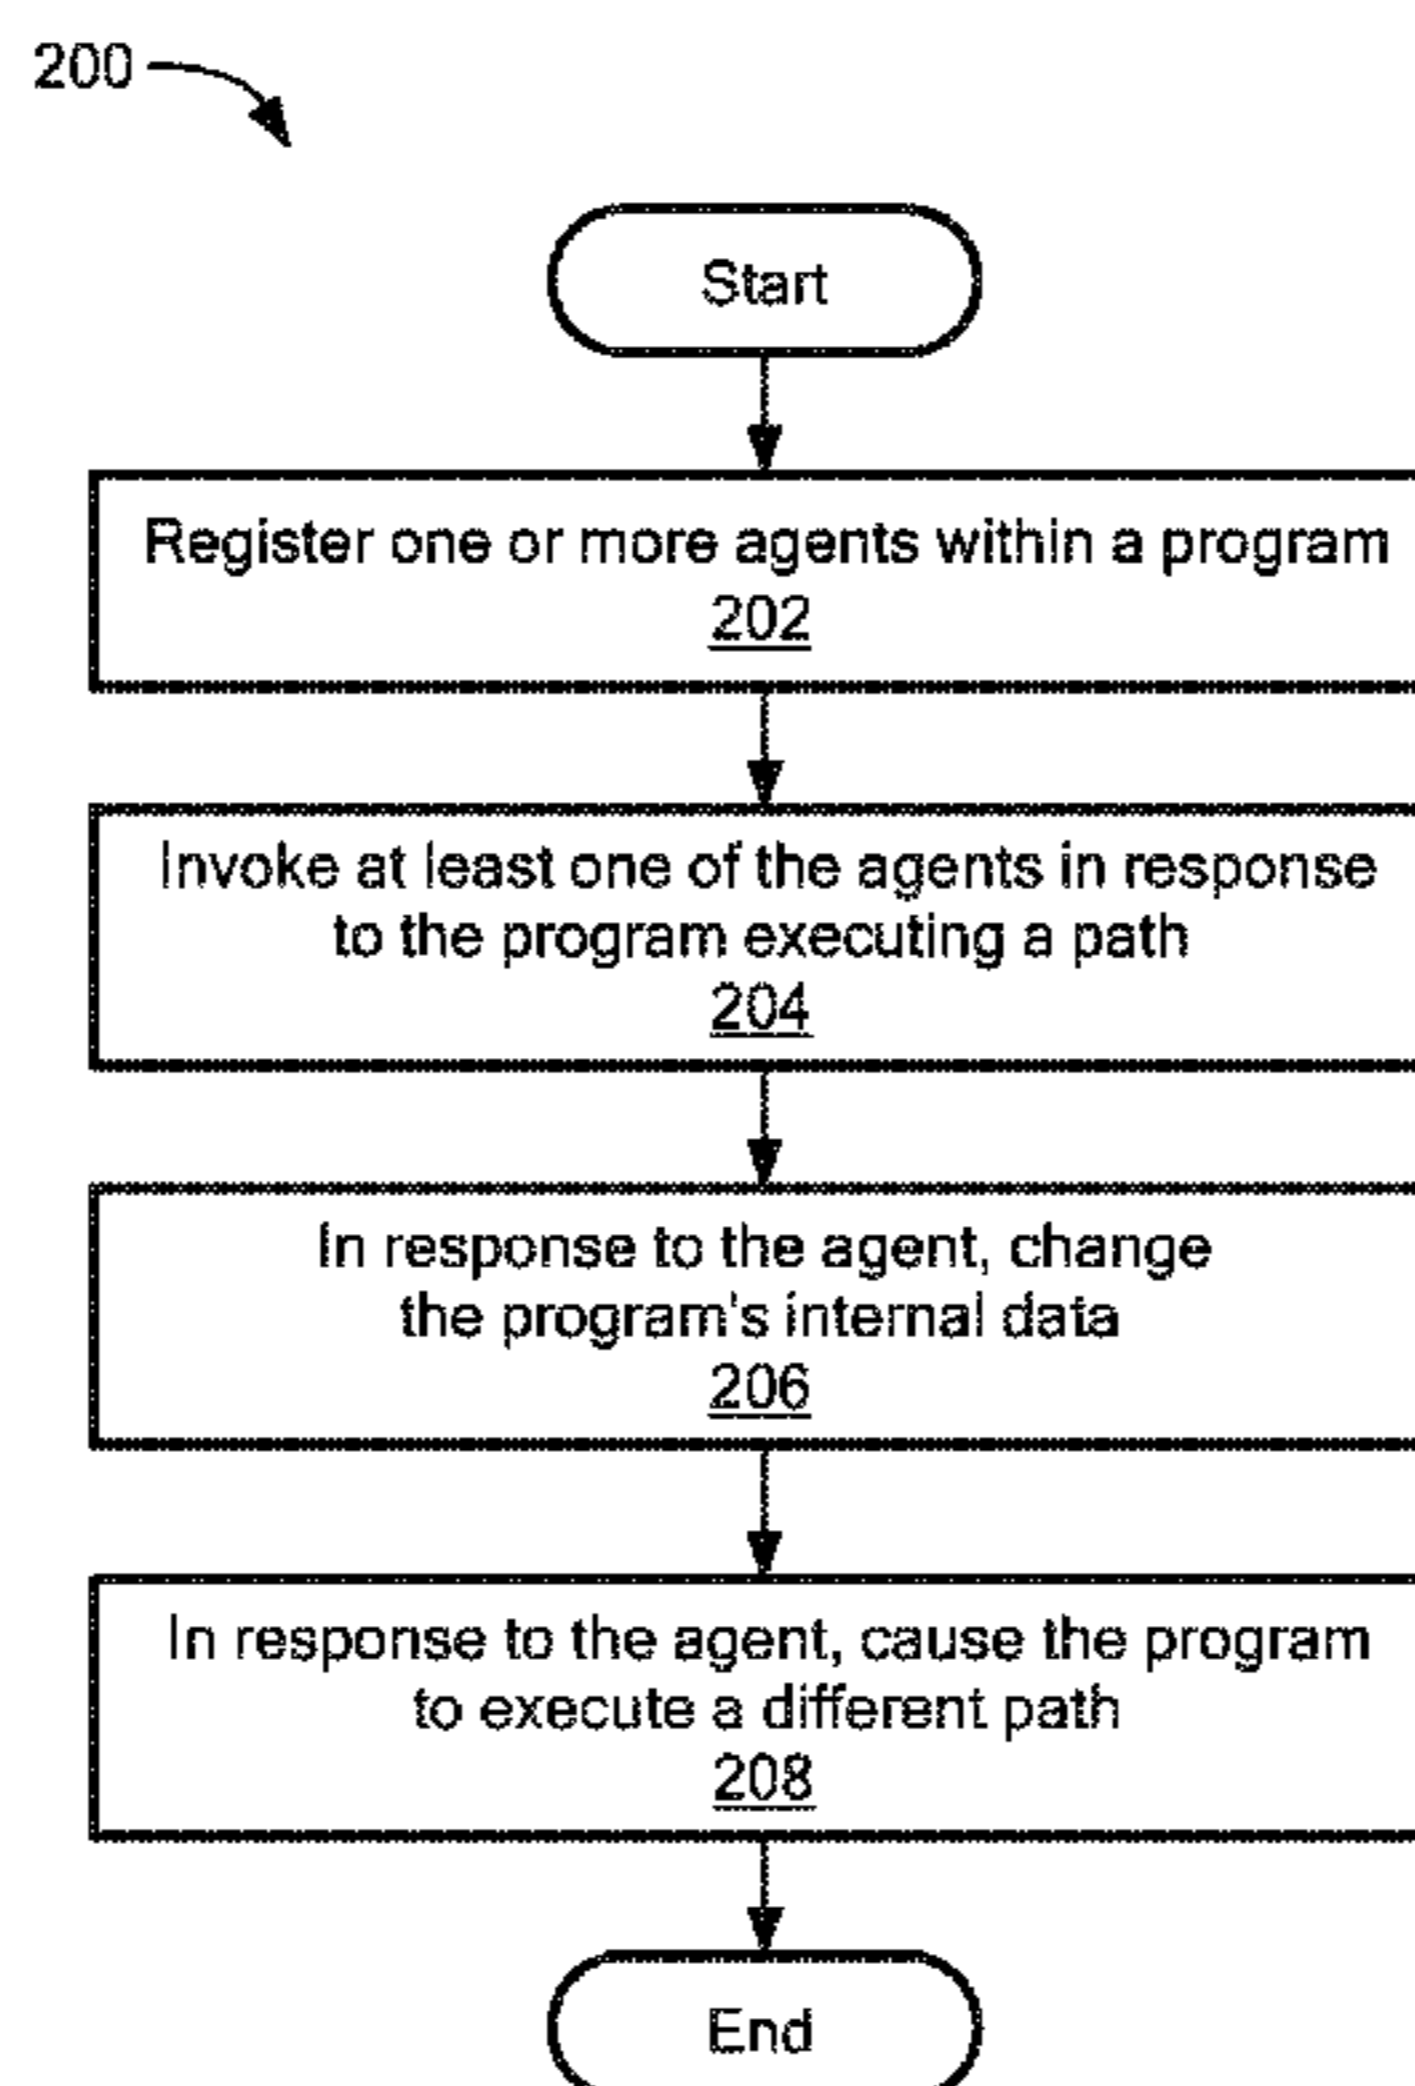 200
Start
Register one or more agents within a program
202
Invoke at least one of the agents in response
to the program executing a path
204
In response to the agent, change
the program's internal data
206
In response to the agent, cause the program
to execute a different path
208
End